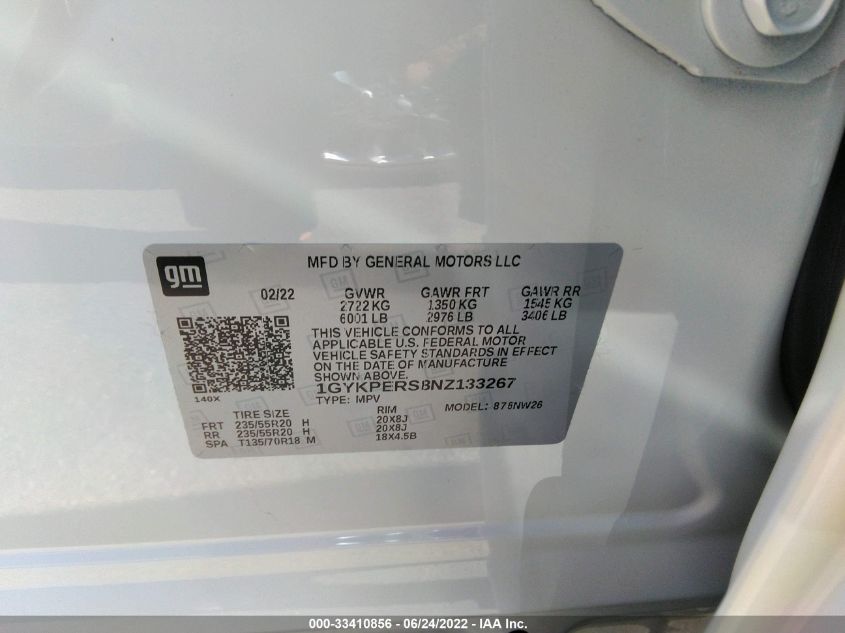 gm
MFD BY GENERAL MOTORS LLC
02/22 GVWR GAWR FRT GAWR RR
2722 KG 1350 KG 1545 KG
6001 LB 2976 LB 3406 LB
THIS VEHICLE CONFORMS TO ALL
APPLICABLE U.S. FEDERAL MOTOR
VEHICLE SAFETY STANDARDS IN EFFECT
ON THE DATE OF MANUFACTURE
SHOWN ABOVE.
140X
1GYKPERS8NZ133267
TYPE: MPV MODEL: 875NW26
TIRE SIZE RIM
FRT 235/55R20 H 20X8J
RR 235/55R20 H 20X8J
SPA T135/70R18 M 18X4.5B
000-33410856 - 06/24/2022 - IAA Inc.